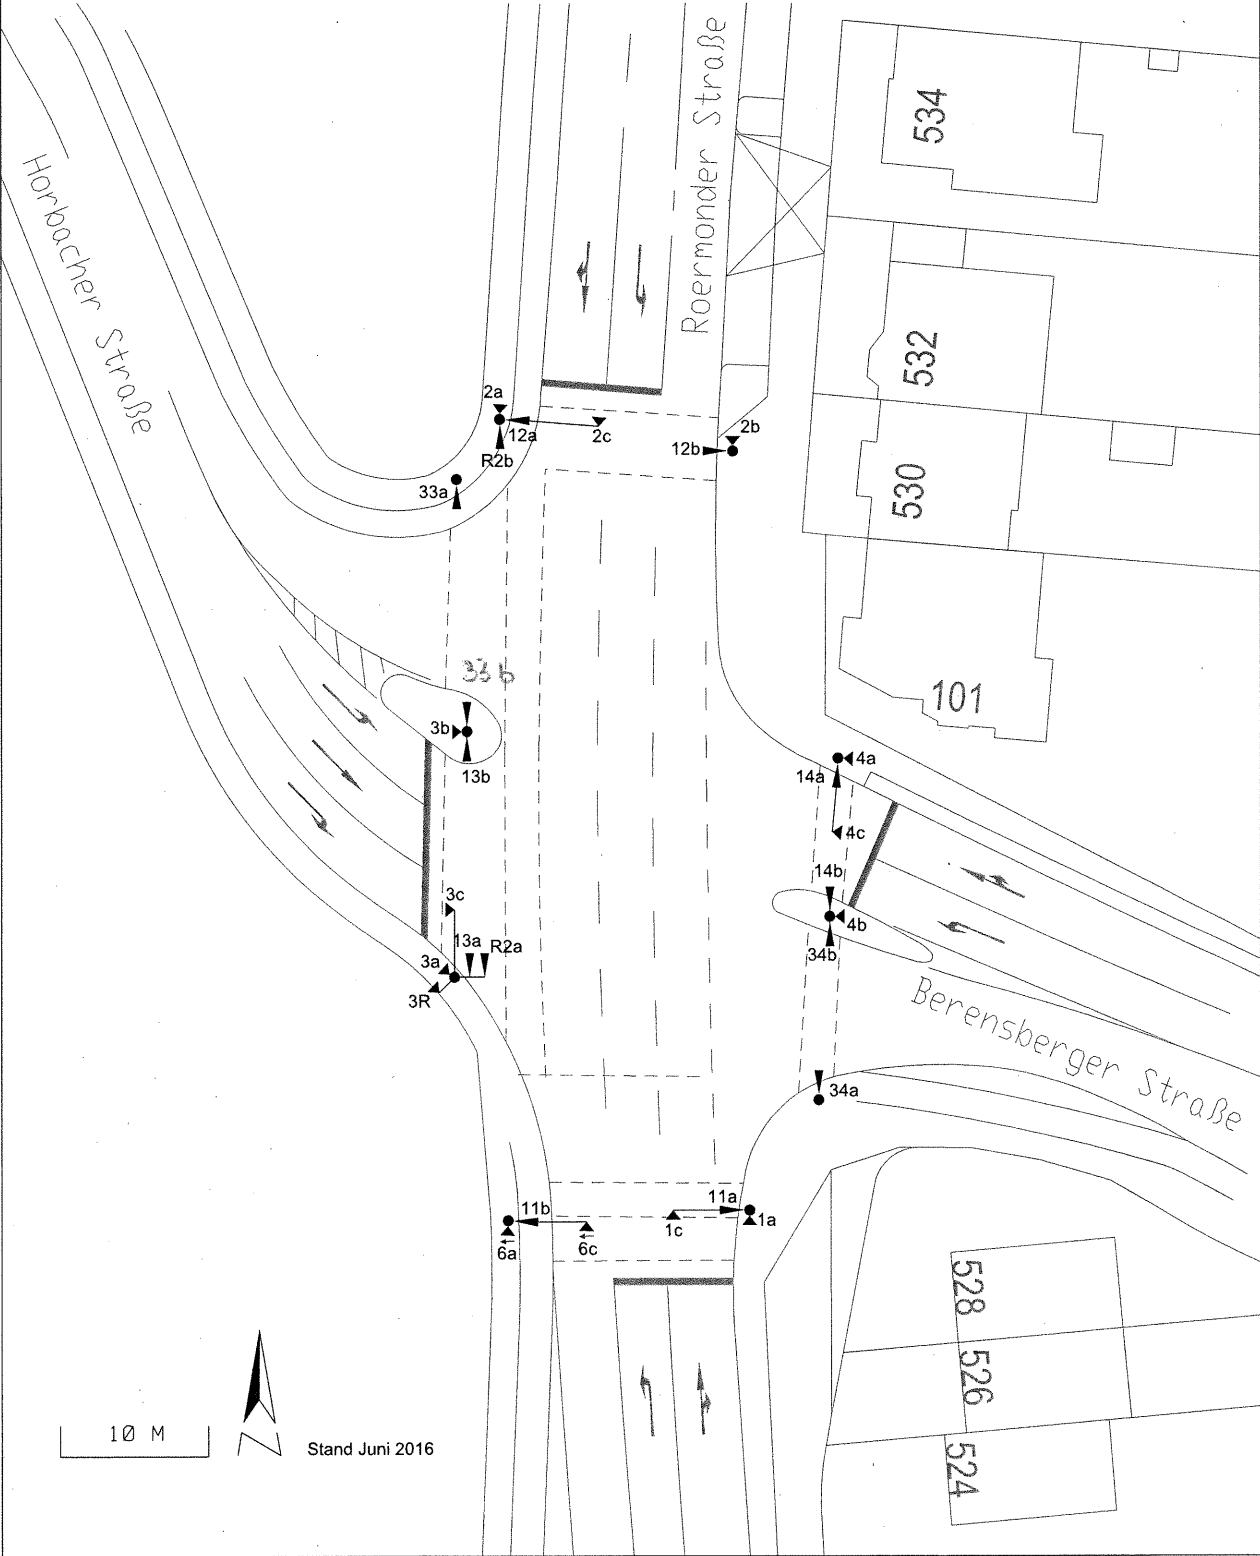 Horbacher Straße
Roermonder Straße
534
532
530
101
2a
12a
2c
R2b
33a
2b
12b
33b
3b
13b
4a
14a
4c
14b
4b
34b
3c
13a
R2a
3a
3R
Berensberger Straße
34a
11b
11a
6a
6c
1c
1a
528
526
524
10 M
Stand Juni 2016